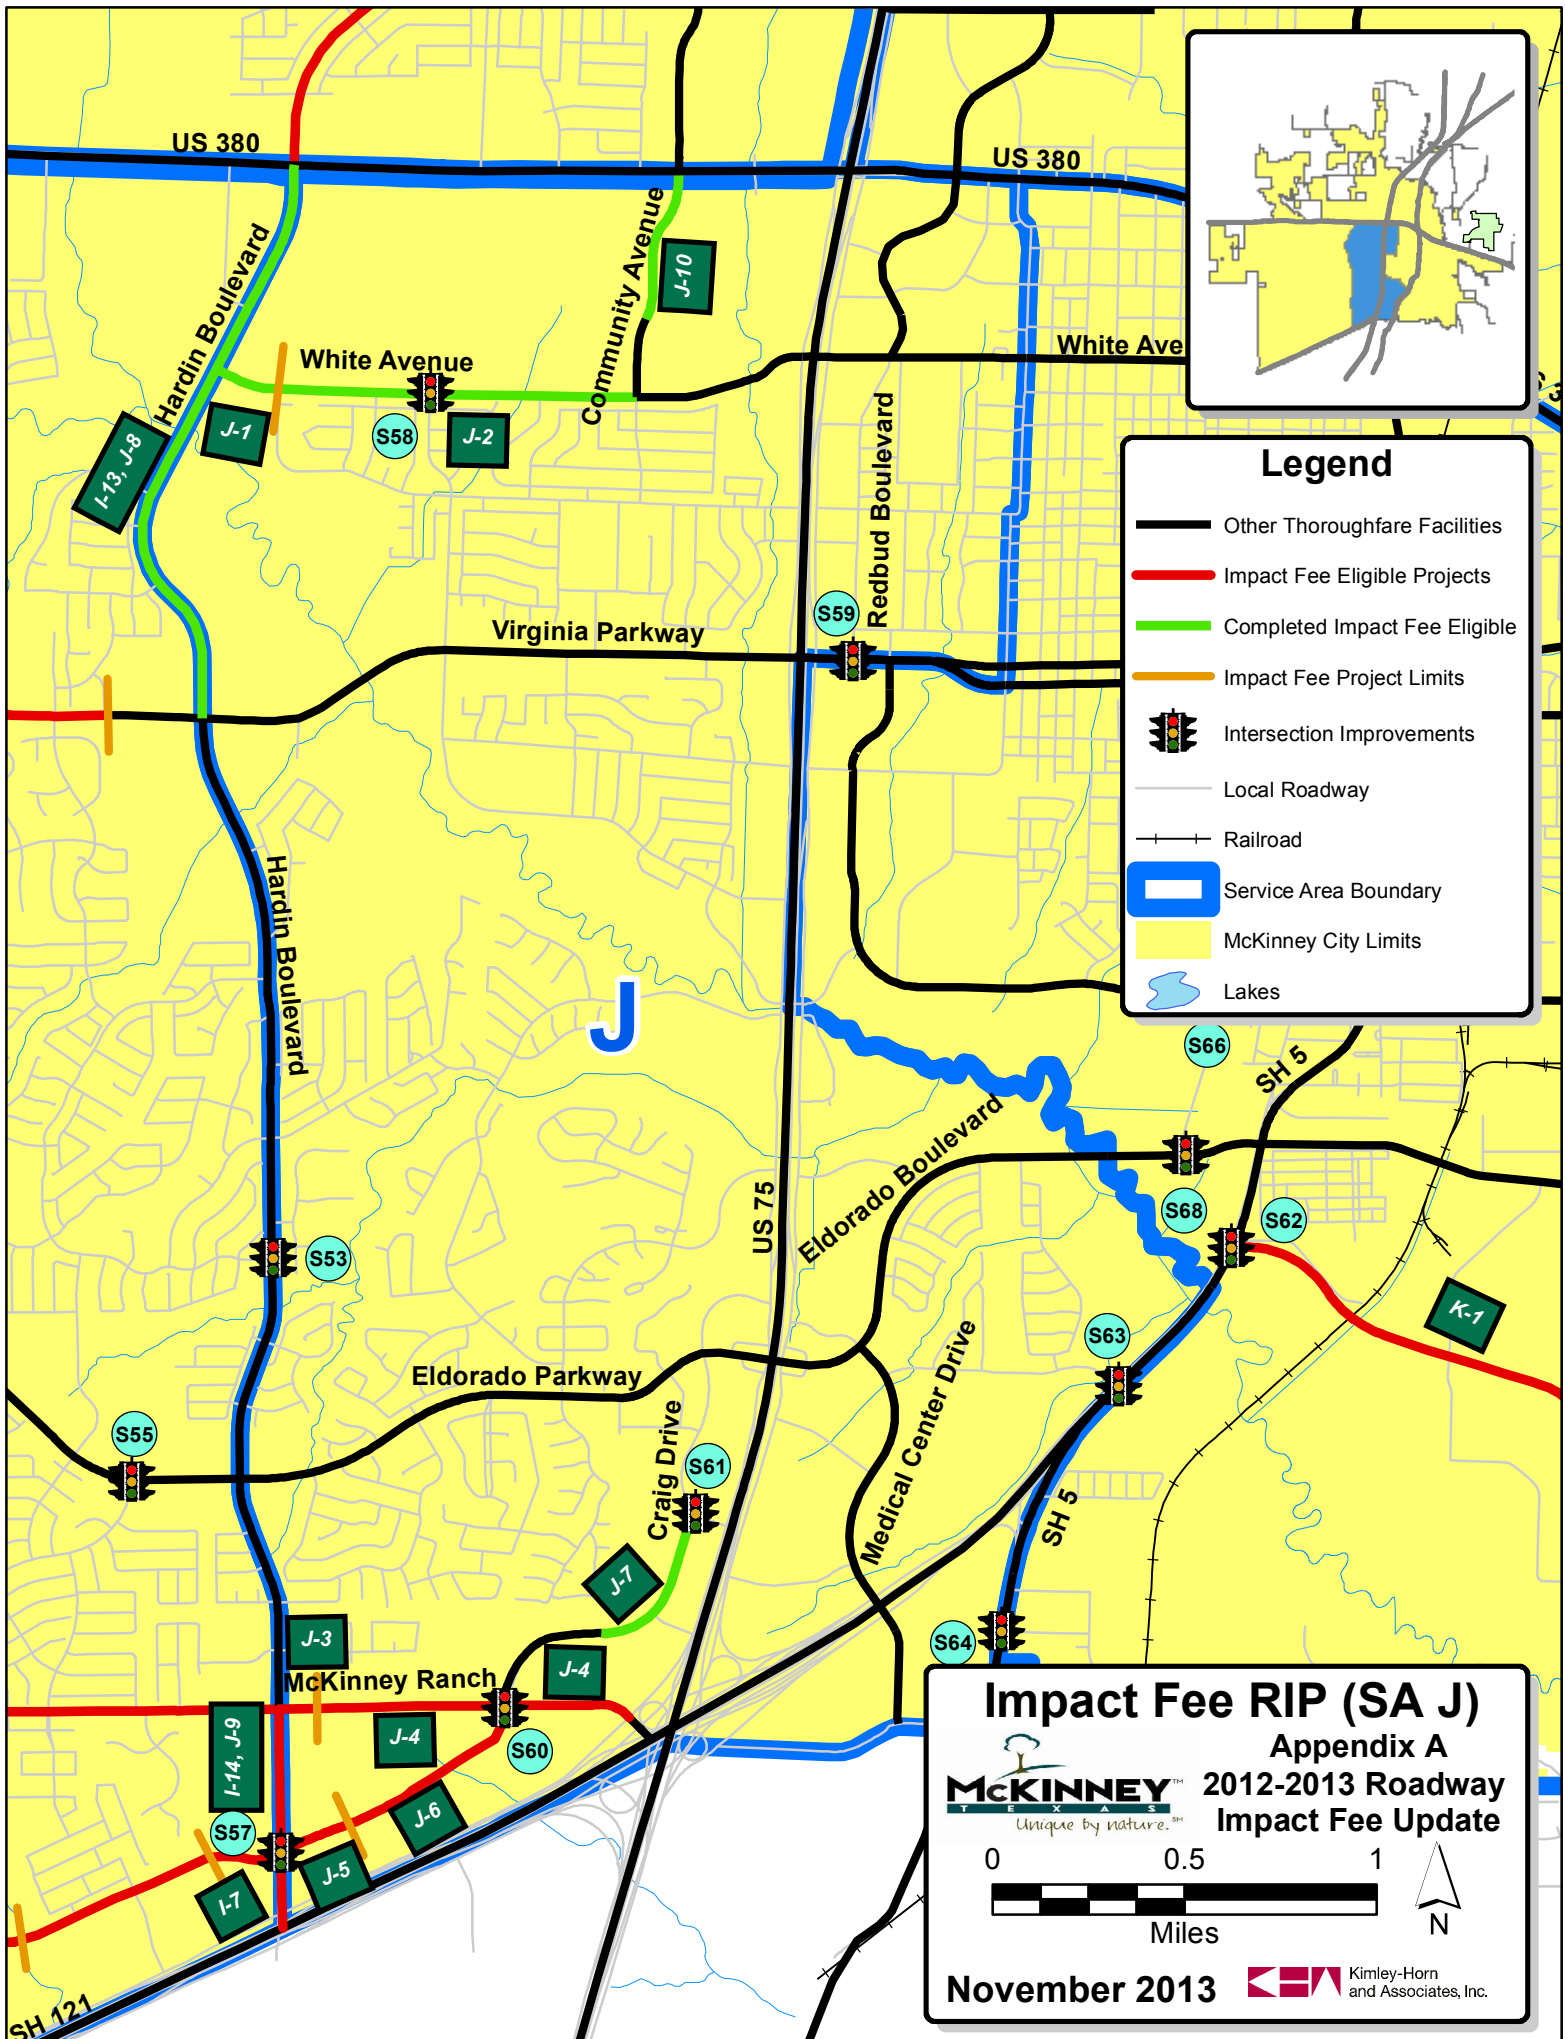 US 380
US 380
Hardin Boulevard
Community Avenue
J-10
White Avenue
White Ave
J-1
S58
J-2
I-13, J-8
Redbud Boulevard
S59
Virginia Parkway
Hardin Boulevard
J
Legend
Other Thoroughfare Facilities
Impact Fee Eligible Projects
Completed Impact Fee Eligible
Impact Fee Project Limits
Intersection Improvements
Local Roadway
Railroad
Service Area Boundary
McKinney City Limits
Lakes
S66
SH 5
Eldorado Boulevard
US 75
S68
S62
S53
K-1
S63
Medical Center Drive
Eldorado Parkway
Craig Drive
S55
S61
SH 5
J-7
S64
J-3
McKinney Ranch
J-4
J-4
S60
I-14, J-9
J-6
S57
J-5
I-7
SH 121
Impact Fee RIP (SA J)
McKINNEY™
TEXAS
Unique by nature.℠
Appendix A
2012-2013 Roadway
Impact Fee Update
0 0.5 1
Miles
N
November 2013
Kimley-Horn
and Associates, Inc.